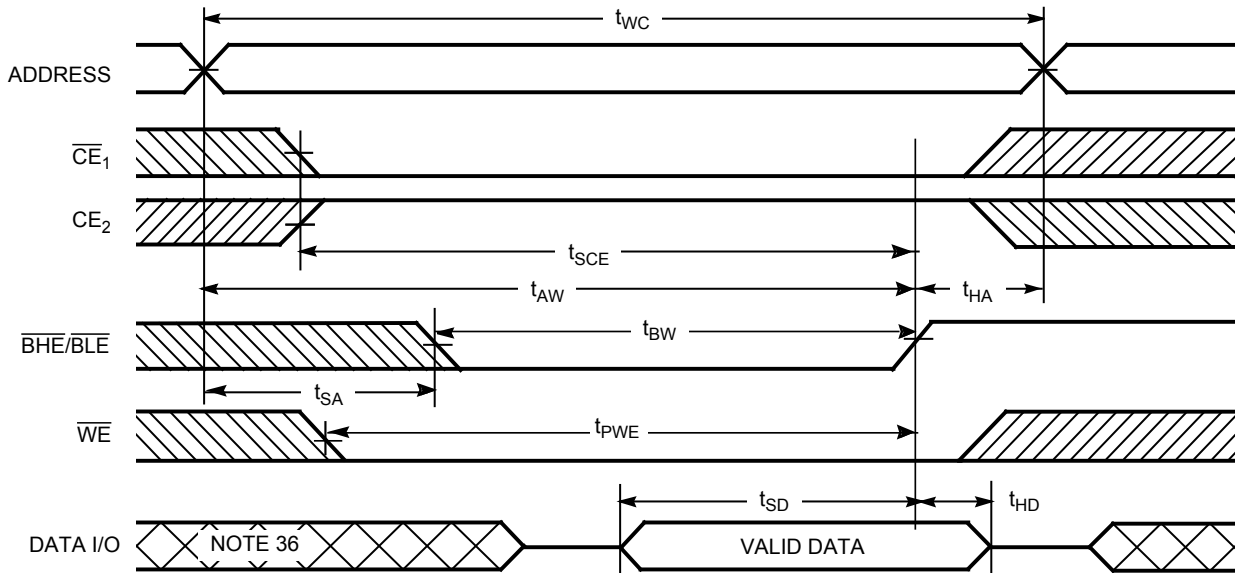 tWC
ADDRESS
CE1
CE2
tSCE
tAW
tHA
BHE/BLE
tBW
tSA
WE
tPWE
tSD
tHD
DATA I/O
NOTE 36
VALID DATA